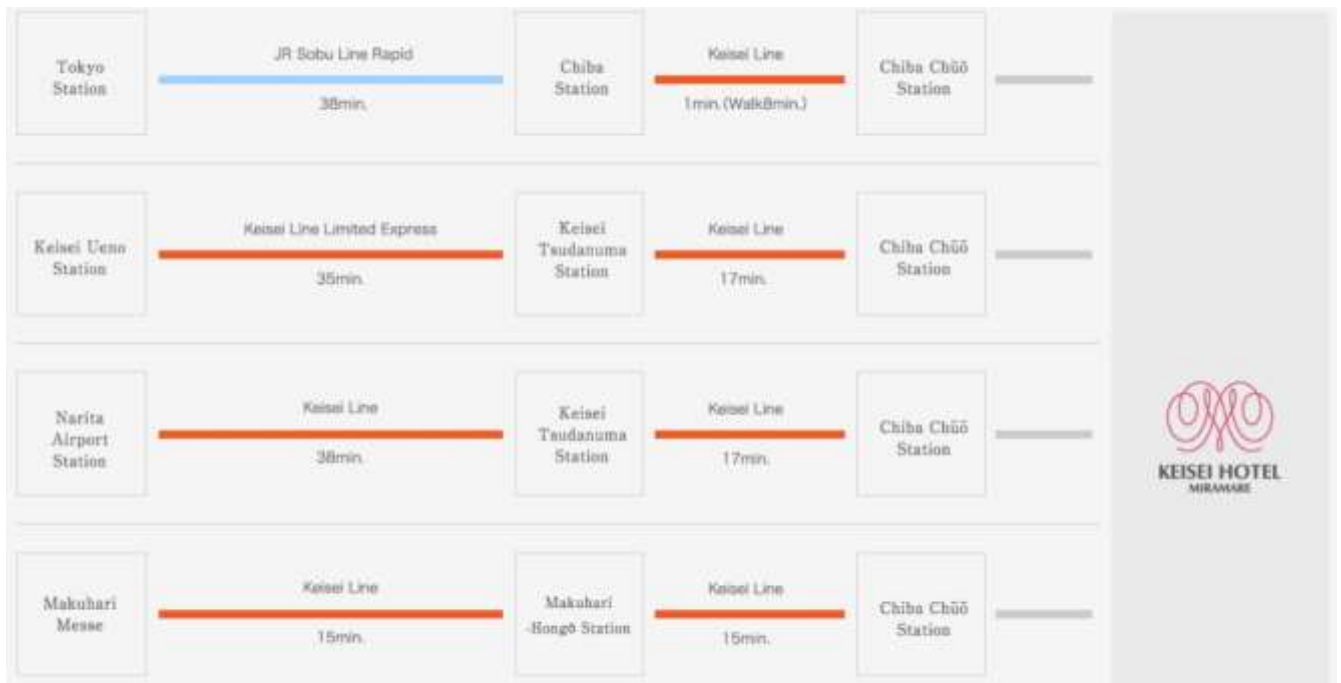 Tokyo
Station
JR Sobu Line Rapid
38min.
Chiba
Station
Keisei Line
1min.(Walk8min.)
Chiba Chūō
Station
Keisei Ueno
Station
Keisei Line Limited Express
35min.
Keisei
Tsudanuma
Station
Keisei Line
17min.
Chiba Chūō
Station
Narita
Airport
Station
Keisei Line
38min.
Keisei
Tsudanuma
Station
Keisei Line
17min.
Chiba Chūō
Station
KEISEI HOTEL
MIRAMARE
Makuhari
Messe
Keisei Line
15min.
Makuhari
-Hongō Station
Keisei Line
15min.
Chiba Chūō
Station